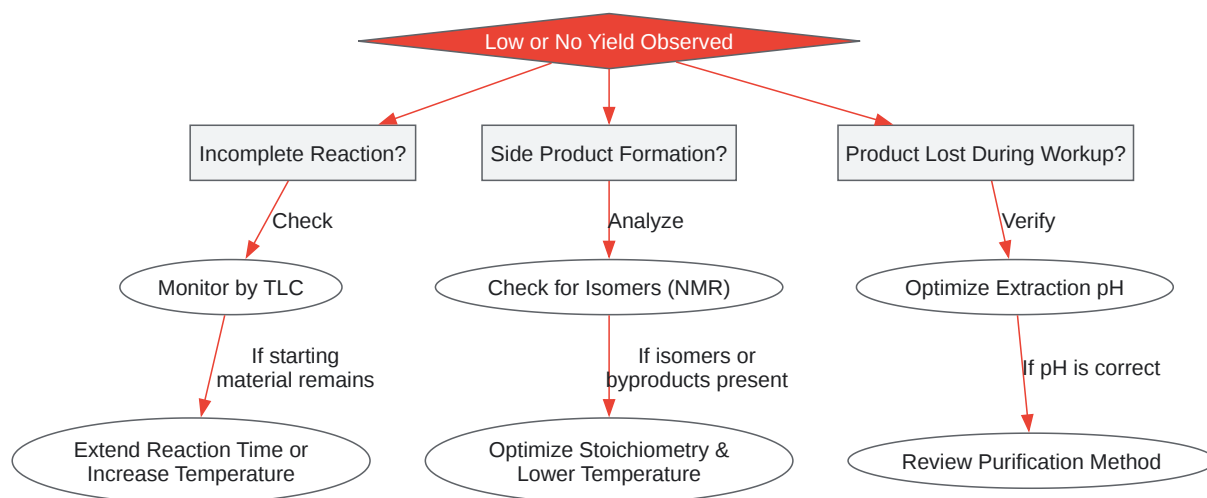 Low or No Yield Observed
Incomplete Reaction?
Side Product Formation?
Product Lost During Workup?
Check
Analyze
Verify
Monitor by TLC
Check for Isomers (NMR)
Optimize Extraction pH
If starting
material remains
If isomers or
byproducts present
If pH is correct
Extend Reaction Time or
Increase Temperature
Optimize Stoichiometry &
Lower Temperature
Review Purification Method